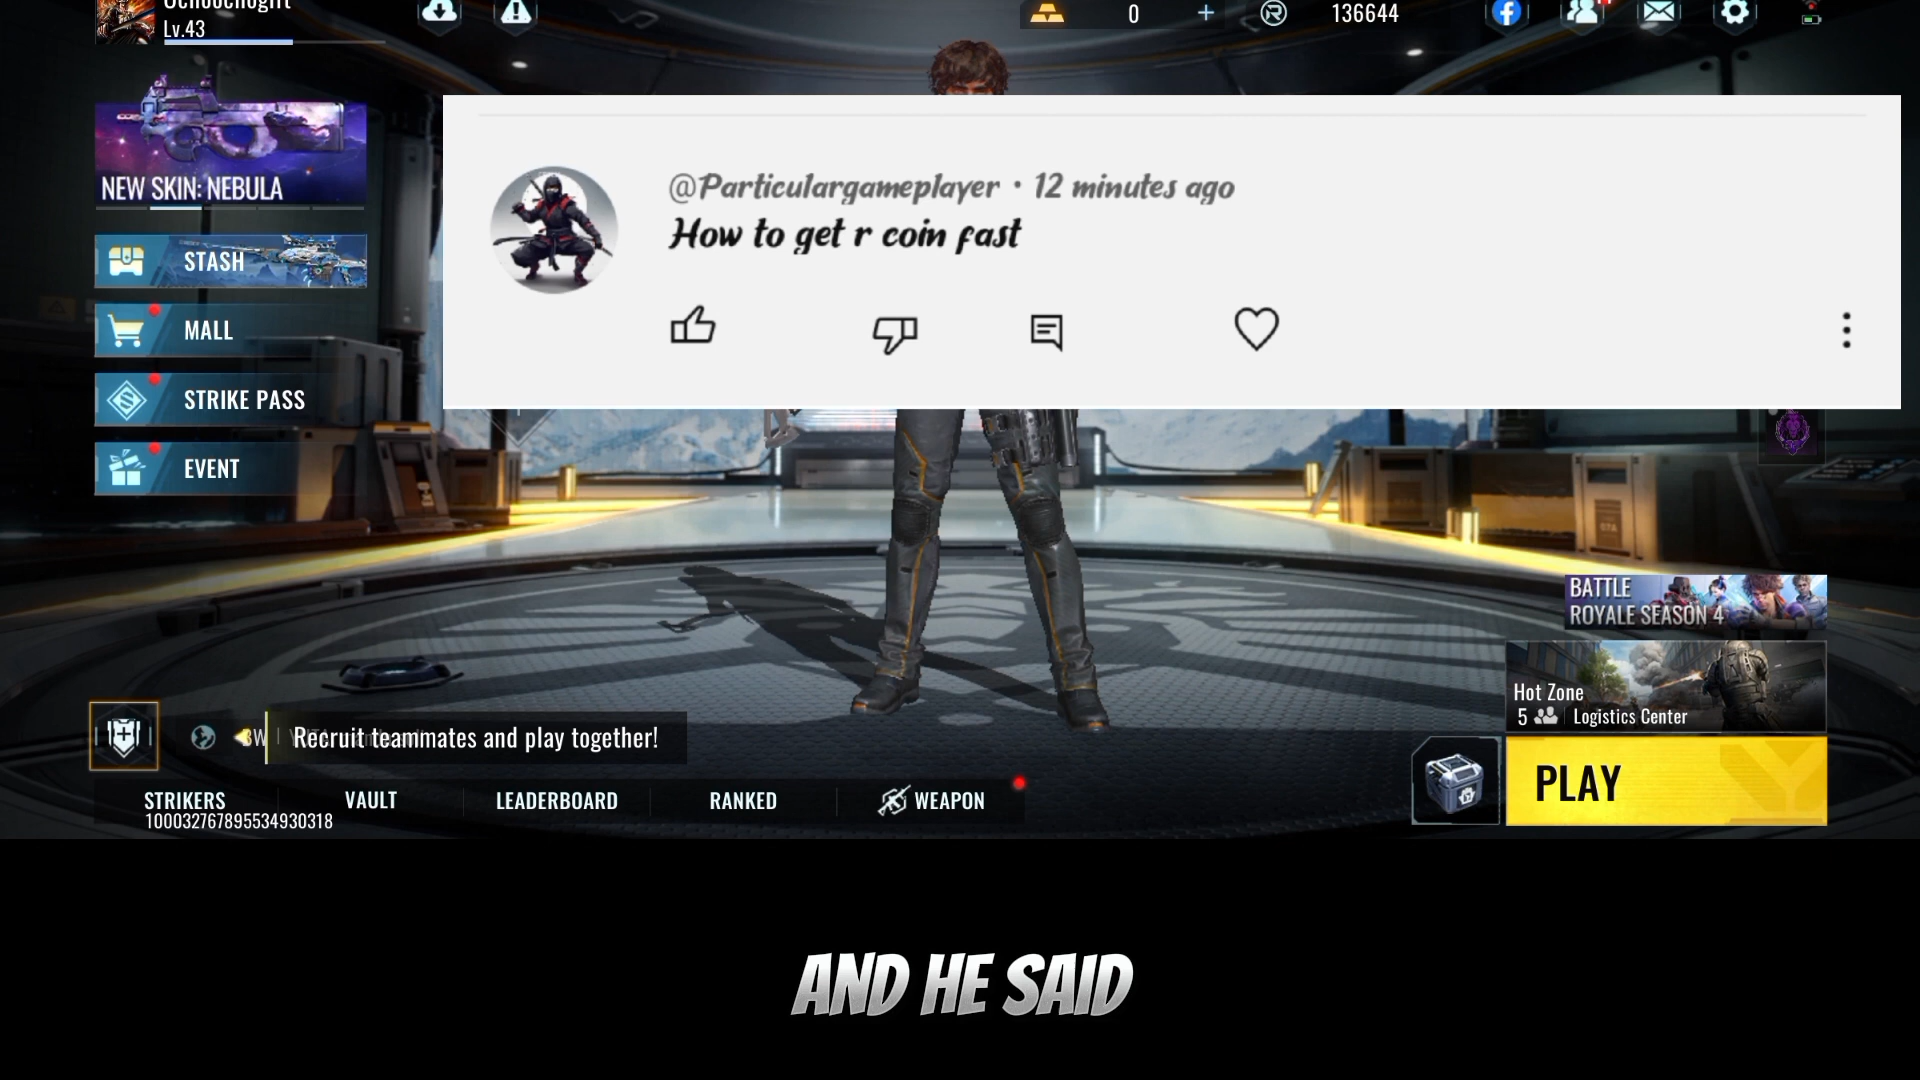 Lv.43
0
136644
NEW SKIN: NEBULA
STASH
MALL
STRIKE PASS
EVENT
@Particulargameplayer · 12 minutes ago
How to get r coin fast
BATTLE
ROYALE SEASON 4
Hot Zone
5
Logistics Center
Recruit teammates and play together!
PLAY
STRIKERS
VAULT
LEADERBOARD
RANKED
WEAPON
100032767895534930318
AND HE SAID